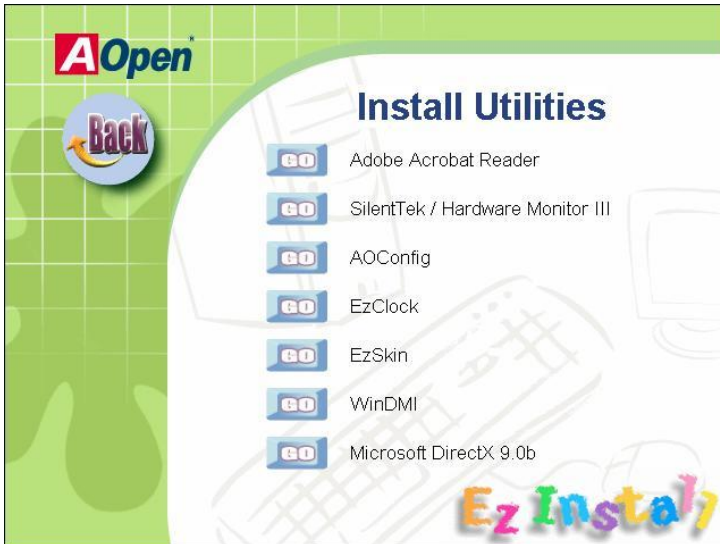 AOpen
Back
Install Utilities
GO Adobe Acrobat Reader
GO SilentTek / Hardware Monitor III
GO AOConfig
GO EzClock
GO EzSkin
GO WinDMI
GO Microsoft DirectX 9.0b
Ez Install